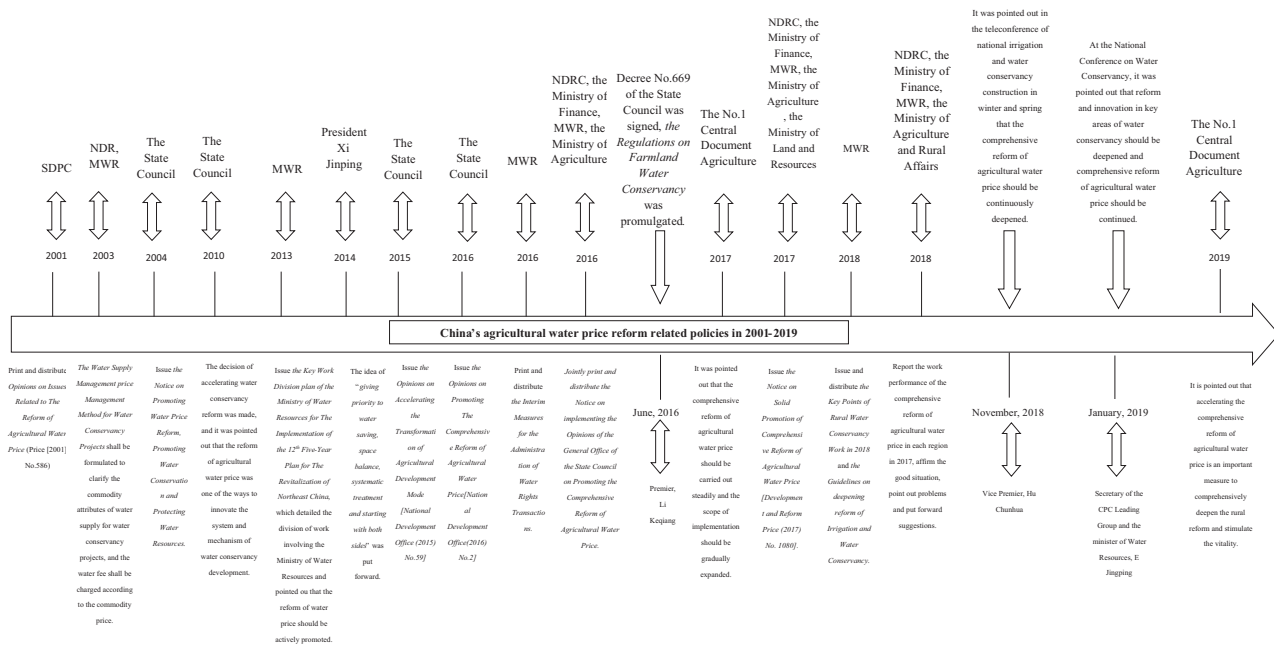 SDPC
2001
NDR,
MWR
2003
The
State
Council
2004
The
State
Council
2010
MWR
2013
President
Xi
Jinping
2014
The
State
Council
2015
The
State
Council
2016
MWR
2016
NDRC, the
Ministry of
Finance,
MWR, the
Ministry of
Agriculture
2016
Decree No.669
of the State
Council was
signed, the
Regulations on
Farmland
Water
Conservancy
was
promulgated.
The No.1
Central
Document
Agriculture
2017
NDRC, the
Ministry of
Finance,
MWR, the
Ministry of
Agriculture
, the
Ministry of
Land and
Resources
2017
MWR
2018
NDRC, the
Ministry of
Finance,
MWR, the
Ministry of
Agriculture
and Rural
Affairs
2018
It was pointed out in
the teleconference of
national irrigation
and water
conservancy
construction in
winter and spring
that the
comprehensive
reform of
agricultural water
price should be
continuously
deepened.
At the National
Conference on Water
Conservancy, it was
pointed out that reform
and innovation in key
areas of water
conservancy should be
deepened and
comprehensive reform
of agricultural water
price should be
continued.
The No.1
Central
Document
Agriculture
2019
China's agricultural water price reform related policies in 2001-2019
Print and distribute
Opinions on Issues
Related to The
Reform of
Agricultural Water
Price (Price [2001]
No.586)
The Water Supply
Management price
Management
Method for Water
Conservancy
Projects shall be
formulated to
clarify the
commodity
attributes of water
supply for water
conservancy
projects, and the
water fee shall be
charged according
to the commodity
price.
Issue the
Notice on
Promoting
Water Price
Reform,
Promoting
Water
Conservatio
n and
Protecting
Water
Resources.
The decision of
accelerating water
conservancy
reform was made,
and it was pointed
out that the reform
of agricultural
water price was
one of the ways to
innovate the
system and
mechanism of
water conservancy
development.
Issue the Key Work
Division plan of the
Ministry of Water
Resources for The
Implementation of
the 12th Five-Year
Plan for The
Revitalization of
Northeast China,
which detailed the
division of work
involving the
Ministry of Water
Resources and
pointed ou that the
reform of water
price should be
actively promoted.
The idea of
"giving
priority to
water
saving,
space
balance,
systematic
treatment
and starting
with both
sides" was
put
forward.
Issue the
Opinions on
Accelerating
the
Transformati
on of
Agricultural
Development
Mode
[National
Development
Office (2015)
No.59]
Issue the
Opinions on
Promoting
The
Comprehensiv
e Reform of
Agricultural
Water
Price[Nation
al
Development
Office(2016)
No.2]
Print and
distribute
the Interim
Measures
for the
Administra
tion of
Water
Rights
Transactio
ns.
Jointly print and
distribute the
Notice on
implementing the
Opinions of the
General Office of
the State Council
on Promoting the
Comprehensive
Reform of
Agricultural Water
Price.
June, 2016
Premier,
Li
Keqiang
It was pointed
out that the
comprehensive
reform of
agricultural
water price
should be
carried out
steadily and the
scope of
implementation
should be
gradually
expanded.
Issue the
Notice on
Solid
Promotion of
Comprehensi
ve Reform of
Agricultural
Water Price
[Developmen
t and Reform
Price (2017)
No. 1080].
Issue and
distribute the
Key Points of
Rural Water
Conservancy
Work in 2018
and the
Guidelines on
deepening
reform of
Irrigation and
Water
Conservancy.
Report the work
performance of the
comprehensive
reform of
agricultural water
price in each region
in 2017, affirm the
good situation,
point out problems
and put forward
suggestions.
November, 2018
Vice Premier, Hu
Chunhua
January, 2019
Secretary of the
CPC Leading
Group and the
minister of Water
Resources, E
Jingping
It is pointed out that
accelerating the
comprehensive
reform of
agricultural water
price is an important
measure to
comprehensively
deepen the rural
reform and stimulate
the vitality.